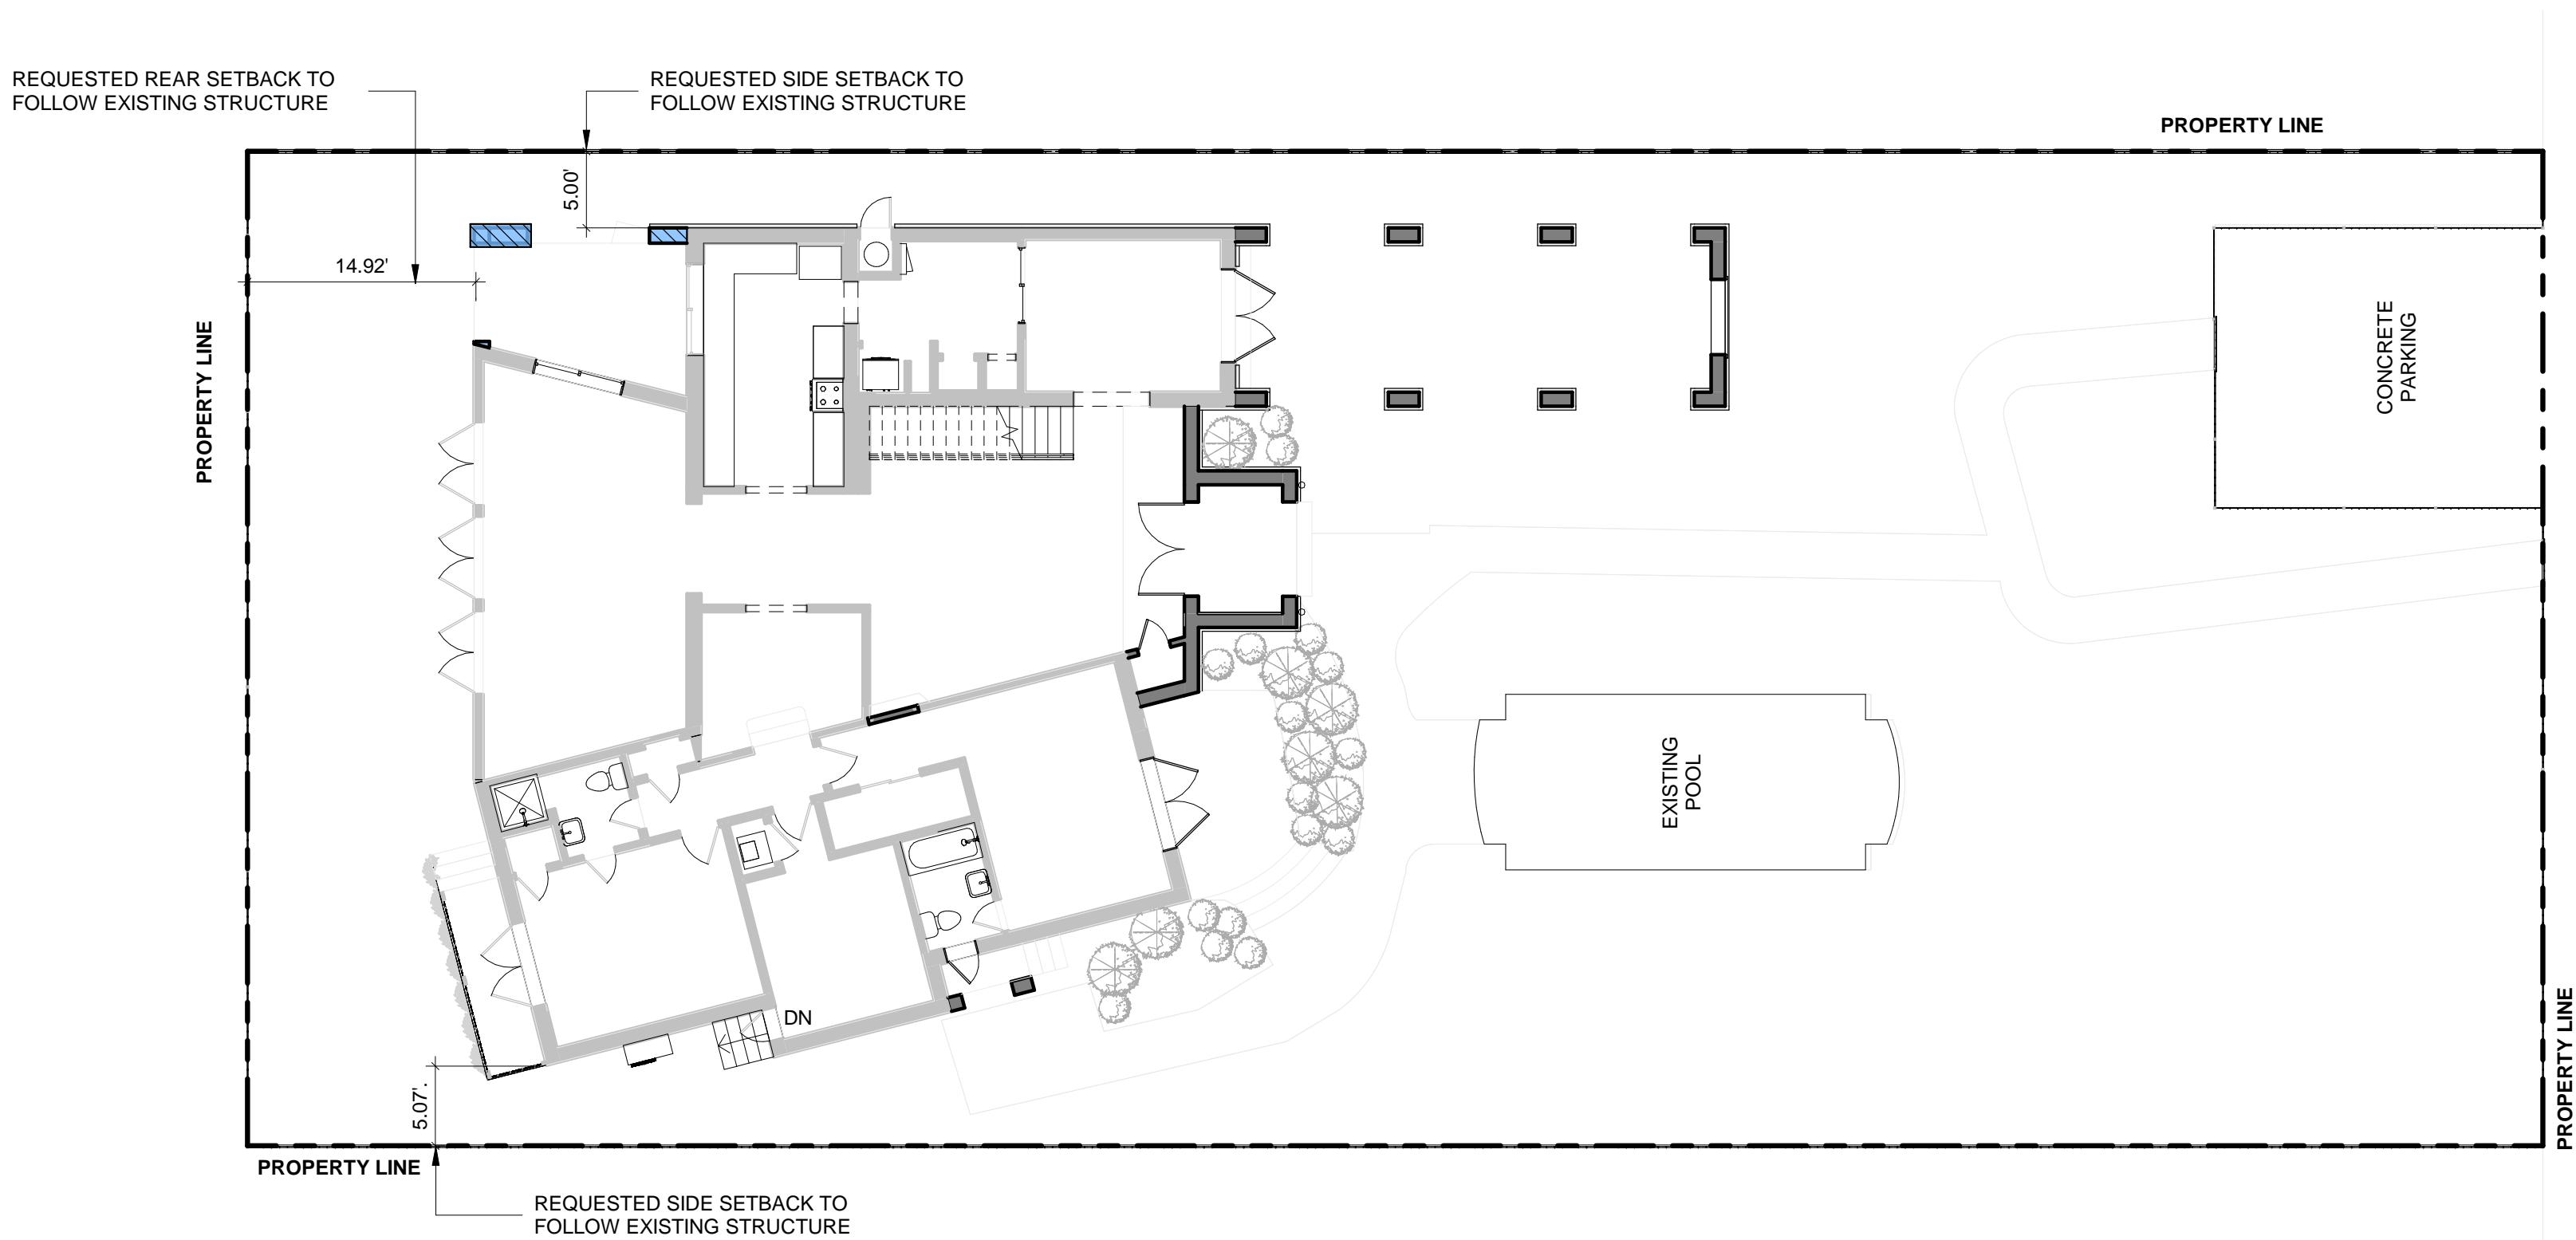 REQUESTED REAR SETBACK TO
FOLLOW EXISTING STRUCTURE
REQUESTED SIDE SETBACK TO
FOLLOW EXISTING STRUCTURE
PROPERTY LINE
5.00'
14.92'
PROPERTY LINE
CONCRETE
PARKING
EXISTING
POOL
DN
5.07'.
PROPERTY LINE
PROPERTY LINE
REQUESTED SIDE SETBACK TO
FOLLOW EXISTING STRUCTURE